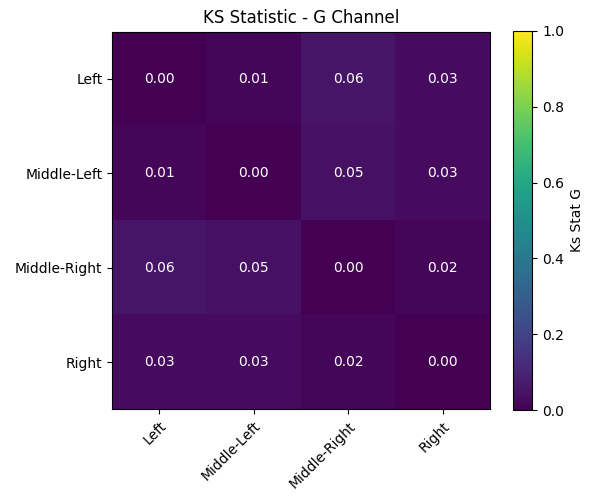 KS Statistic - G Channel
Left 0.00 0.01 0.06 0.03
Middle-Left 0.01 0.00 0.05 0.03
Middle-Right 0.06 0.05 0.00 0.02
Right 0.03 0.03 0.02 0.00
Left Middle-Left Middle-Right Right
1.0
0.8
0.6
0.4
0.2
0.0
Ks Stat G